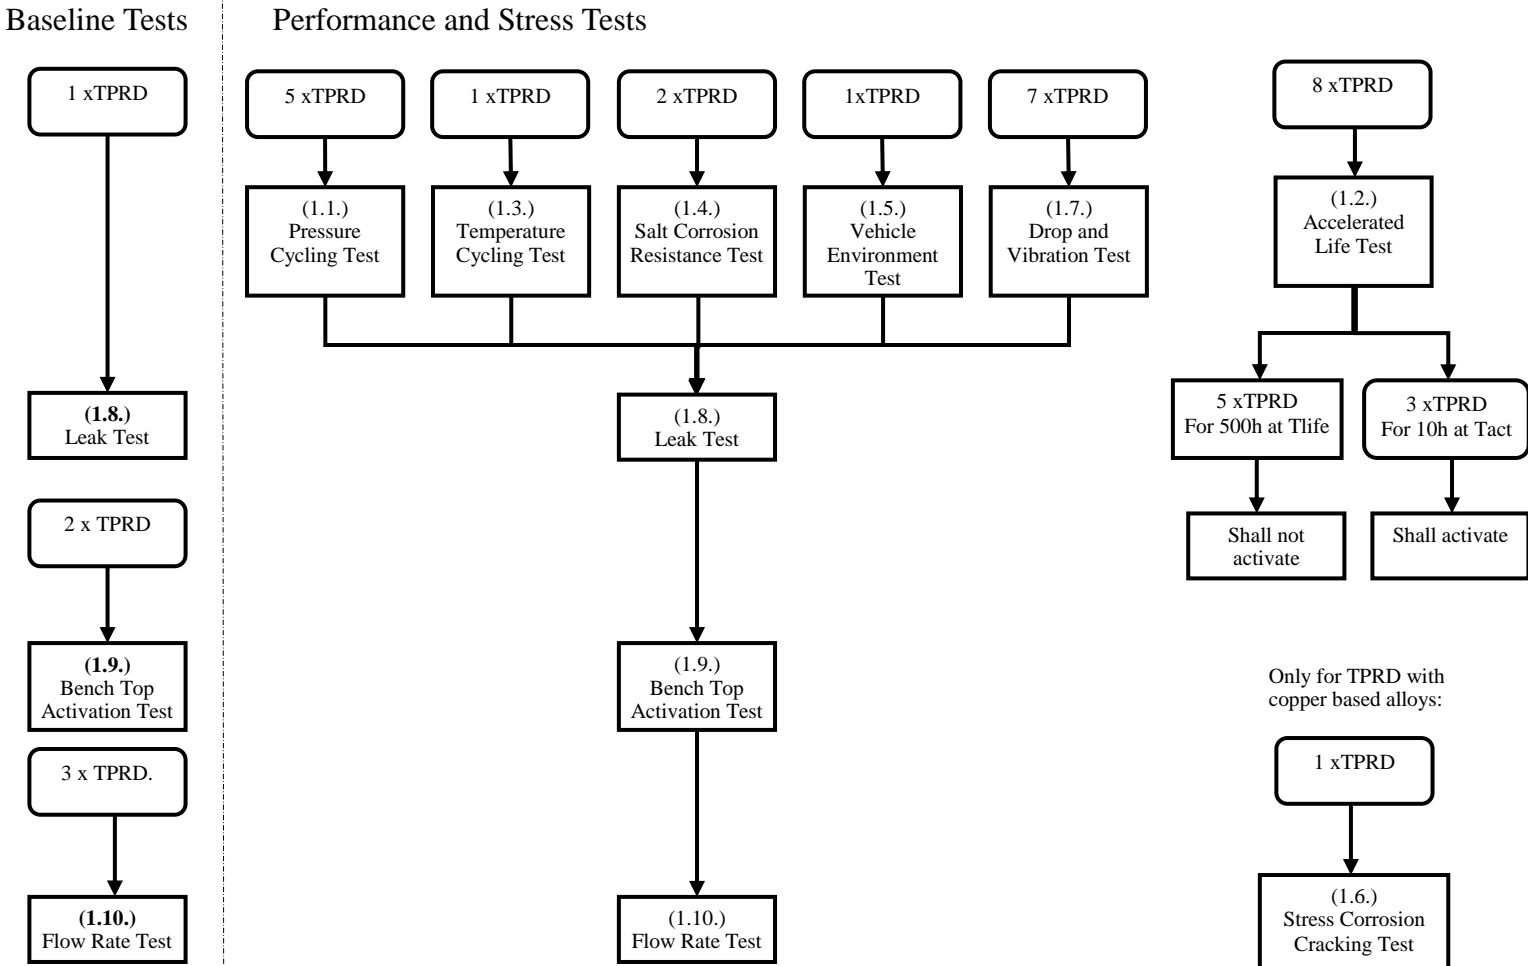 Baseline Tests
Performance and Stress Tests
1 xTPRD
(1.8.)
Leak Test
2 x TPRD
(1.9.)
Bench Top
Activation Test
3 x TPRD.
(1.10.)
Flow Rate Test
5 xTPRD
(1.1.)
Pressure
Cycling Test
1 xTPRD
(1.3.)
Temperature
Cycling Test
2 xTPRD
(1.4.)
Salt Corrosion
Resistance Test
1xTPRD
(1.5.)
Vehicle
Environment
Test
7 xTPRD
(1.7.)
Drop and
Vibration Test
(1.8.)
Leak Test
(1.9.)
Bench Top
Activation Test
(1.10.)
Flow Rate Test
8 xTPRD
(1.2.)
Accelerated
Life Test
5 xTPRD
For 500h at Tlife
Shall not
activate
3 xTPRD
For 10h at Tact
Shall activate
Only for TPRD with
copper based alloys:
1 xTPRD
(1.6.)
Stress Corrosion
Cracking Test